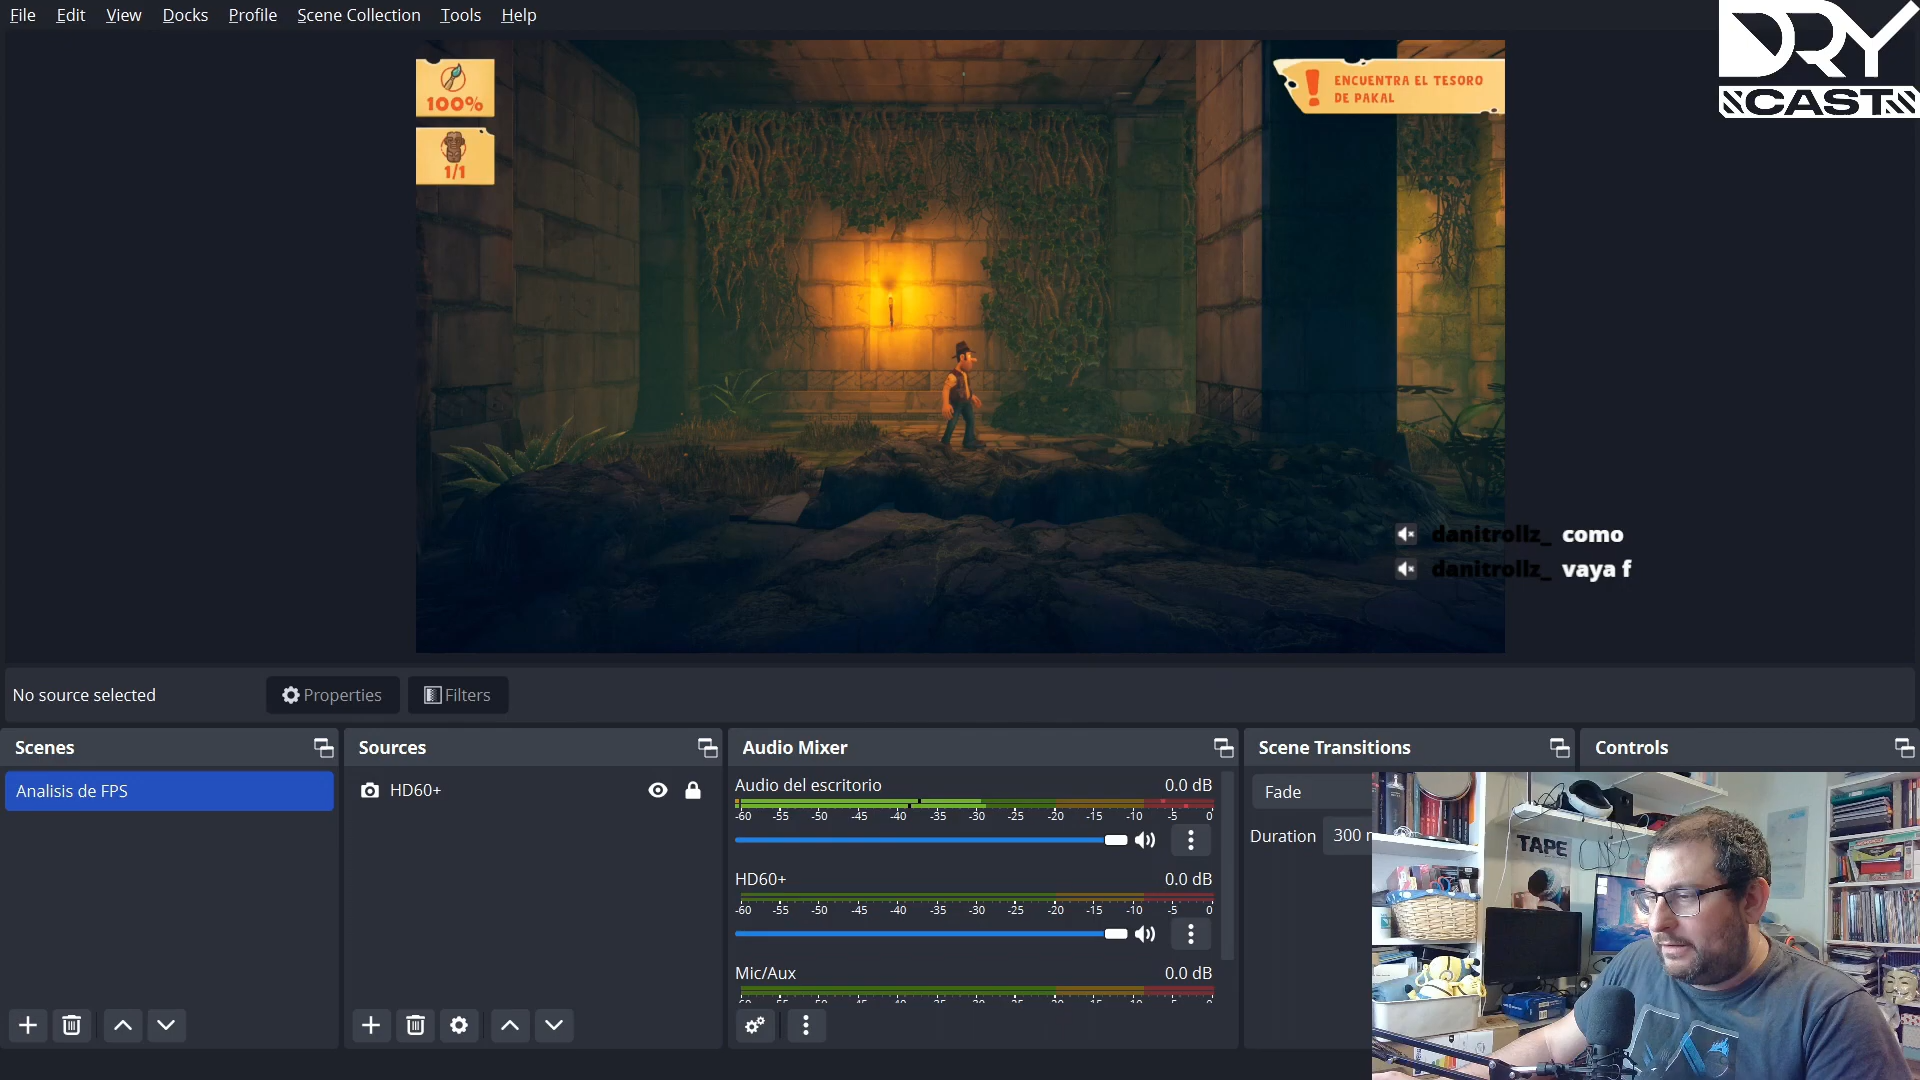 File Edit View Docks Profile Scene Collection Tools Help
DRY
CAST
100%
1/1
ENCUENTRA EL TESORO
DE PAKAL
danitrollz_ como
danitrollz_ vaya f
No source selected Properties Filters
Scenes Sources Audio Mixer Scene Transitions Controls
Analisis de FPS
HD60+
Audio del escritorio 0.0 dB
-60 -55 -50 -45 -40 -35 -30 -25 -20 -15 -10 -5 0
HD60+ 0.0 dB
-60 -55 -50 -45 -40 -35 -30 -25 -20 -15 -10 -5 0
Mic/Aux 0.0 dB
Fade
Duration 300
TAPE